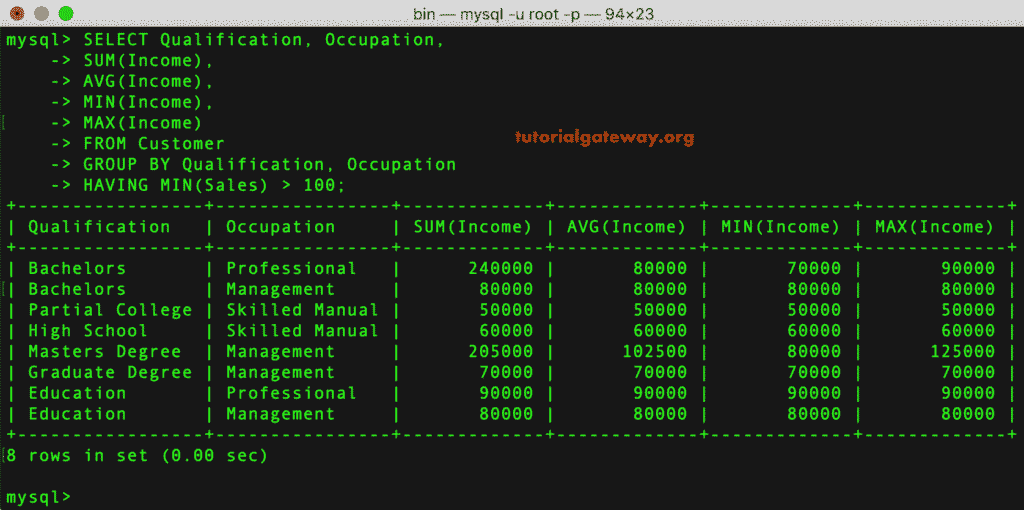 bin — mysql -u root -p — 94×23
mysql> SELECT Qualification, Occupation,
    -> SUM(Income),
    -> AVG(Income),
    -> MIN(Income),
    -> MAX(Income)
tutorialgateway.org
    -> FROM Customer
    -> GROUP BY Qualification, Occupation
    -> HAVING MIN(Sales) > 100;
+-----------------+----------------+-------------+-------------+-------------+-------------+
| Qualification   | Occupation     | SUM(Income) | AVG(Income) | MIN(Income) | MAX(Income) |
+-----------------+----------------+-------------+-------------+-------------+-------------+
| Bachelors       | Professional   |      240000 |       80000 |       70000 |       90000 |
| Bachelors       | Management     |       80000 |       80000 |       80000 |       80000 |
| Partial College | Skilled Manual |       50000 |       50000 |       50000 |       50000 |
| High School     | Skilled Manual |       60000 |       60000 |       60000 |       60000 |
| Masters Degree  | Management     |      205000 |      102500 |       80000 |      125000 |
| Graduate Degree | Management     |       70000 |       70000 |       70000 |       70000 |
| Education       | Professional   |       90000 |       90000 |       90000 |       90000 |
| Education       | Management     |       80000 |       80000 |       80000 |       80000 |
+-----------------+----------------+-------------+-------------+-------------+-------------+
8 rows in set (0.00 sec)
mysql>